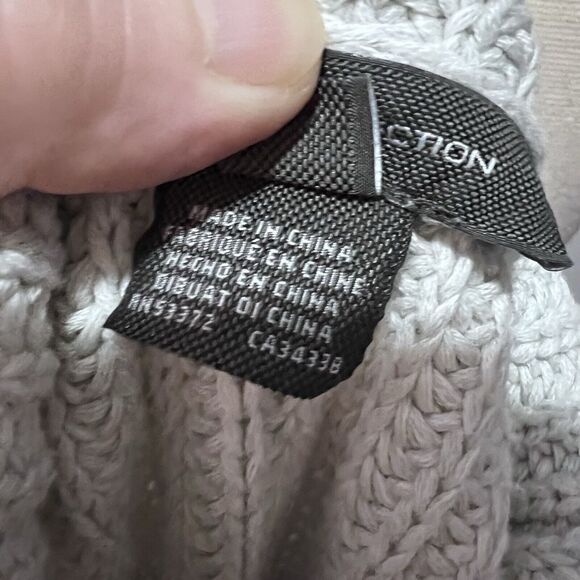 CTION
MADE IN CHINA
FABRIQUÉ EN CHINE
HECHO EN CHINA
DIBUAT DI CHINA
RN53372 CA34338